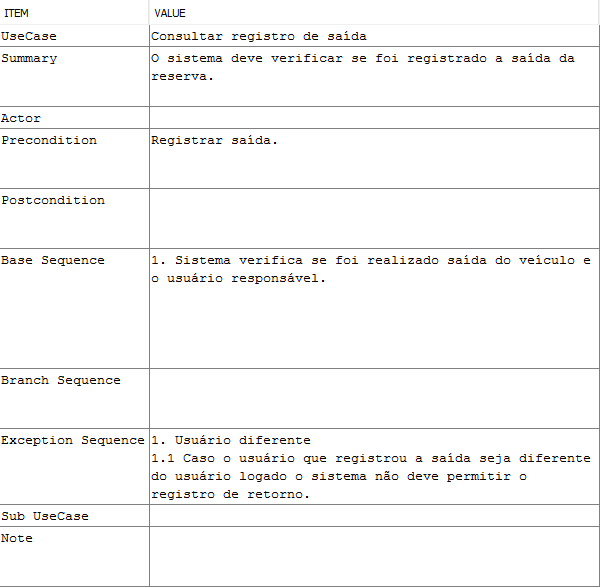 ITEM VALUE
UseCase Consultar registro de saída
Summary O sistema deve verificar se foi registrado a saída da
reserva.
Actor
Precondition Registrar saída.
Postcondition
Base Sequence 1. Sistema verifica se foi realizado saída do veículo e
o usuário responsável.
Branch Sequence
Exception Sequence 1. Usuário diferente
1.1 Caso o usuário que registrou a saída seja diferente
do usuário logado o sistema não deve permitir o
registro de retorno.
Sub UseCase
Note